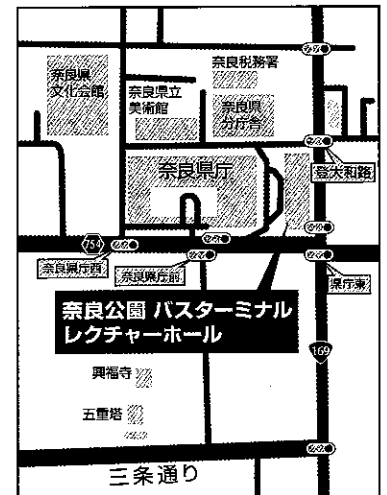 奈良税務署
奈良県
文化会館
奈良県立
美術館
奈良県
分庁舎
奈良県庁
登大和路
754
奈良県庁西
奈良県庁前
県庁東
奈良公園 バスターミナル
レクチャーホール
169
興福寺
五重塔
三条通り